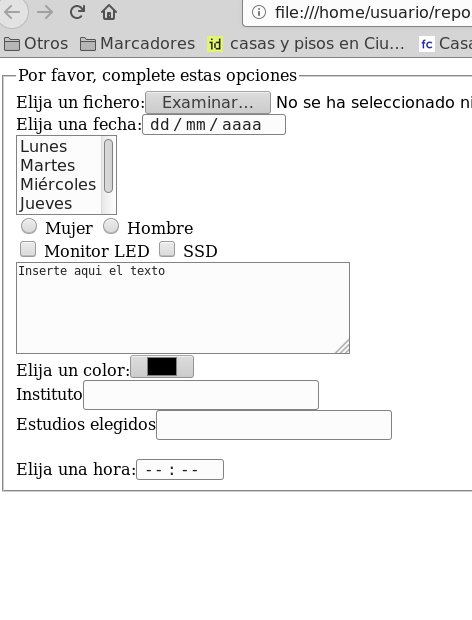 file:///home/usuario/repo
Otros Marcadores jd casas y pisos en Ciu... fc Casa
Por favor, complete estas opciones
Elija un fichero: Examinar... No se ha seleccionado ni
Elija una fecha: dd / mm / aaaa
Lunes
Martes
Miércoles
Jueves
Mujer Hombre
Monitor LED SSD
Inserte aqui el texto
Elija un color:
Instituto
Estudios elegidos
Elija una hora: -- : --